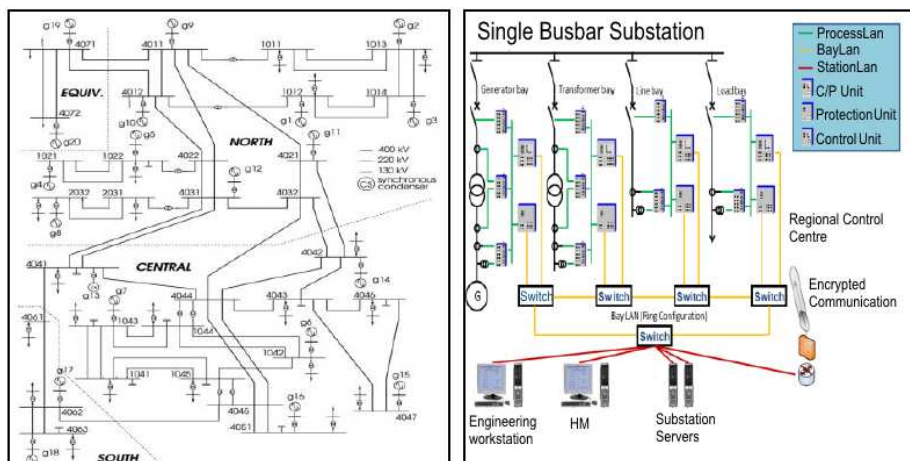 g19
g9
g2
4071
4011
1011
1013
EQUIV.
4012
1012
1014
g10
g5
g1
g11
g3
4072
NORTH
g20
400 kV
220 kV
130 kV
CS synchronous
condenser
1021
1022
4022
4021
g12
g4
2032
2031
4031
4032
g8
4041
CENTRAL
4042
g13
g7
g14
4044
4043
4046
4061
1043
1044
g6
1042
g17
1041
1045
g15
g16
4062
4045
4047
4051
4063
g18
SOUTH
Single Busbar Substation
ProcessLan
BayLan
StationLan
C/P Unit
Protection Unit
Control Unit
Generator bay
Transformer bay
Line bay
Load bay
Regional Control
Centre
Encrypted
Communication
G
Switch
Switch
Switch
Switch
Bay LAN (Ring Configuration)
Switch
Engineering
workstation
HM
Substation
Servers